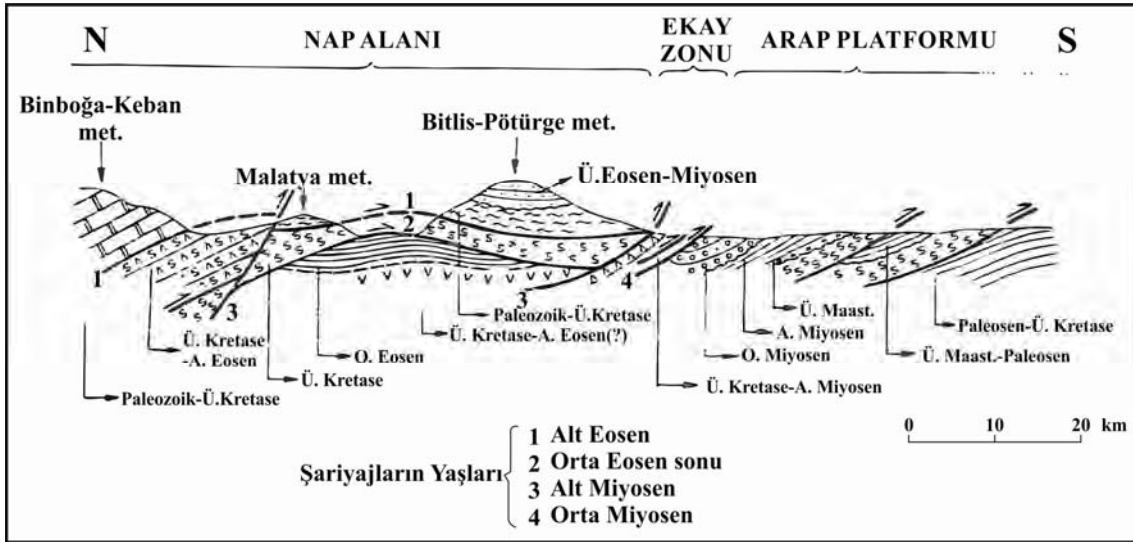 N
NAP ALANI
EKAY
ZONU
ARAP PLATFORMU
S
Binboğa-Keban
met.
Bitlis-Pötürge met.
Malatya met.
Ü.Eosen-Miyosen
1
2
1
3
3
4
Ü. Kretase
-A. Eosen
Paleozoik-Ü.Kretase
Ü. Kretase
O. Eosen
Paleozoik-Ü.Kretase
Ü. Kretase-A. Eosen(?)
Ü. Maast.
A. Miyosen
O. Miyosen
Ü. Kretase-A. Miyosen
Paleosen-Ü. Kretase
Ü. Maast.-Paleosen
0 10 20 km
Şariyajların Yaşları
1 Alt Eosen
2 Orta Eosen sonu
3 Alt Miyosen
4 Orta Miyosen